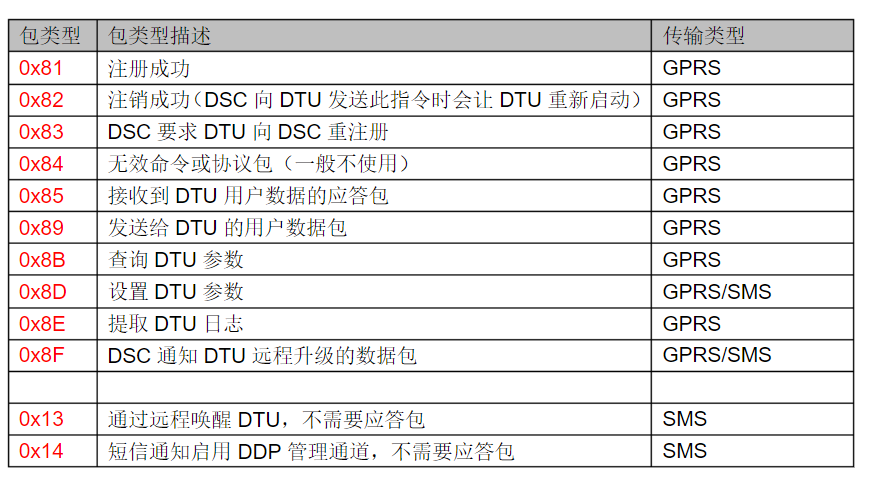 包类型 包类型描述 传输类型
0x81 注册成功 GPRS
0x82 注销成功（DSC 向 DTU 发送此指令时会让 DTU 重新启动） GPRS
0x83 DSC 要求 DTU 向 DSC 重注册 GPRS
0x84 无效命令或协议包（一般不使用） GPRS
0x85 接收到 DTU 用户数据的应答包 GPRS
0x89 发送给 DTU 的用户数据包 GPRS
0x8B 查询 DTU 参数 GPRS
0x8D 设置 DTU 参数 GPRS/SMS
0x8E 提取 DTU 日志 GPRS
0x8F DSC 通知 DTU 远程升级的数据包 GPRS/SMS
0x13 通过远程唤醒 DTU，不需要应答包 SMS
0x14 短信通知启用 DDP 管理通道，不需要应答包 SMS